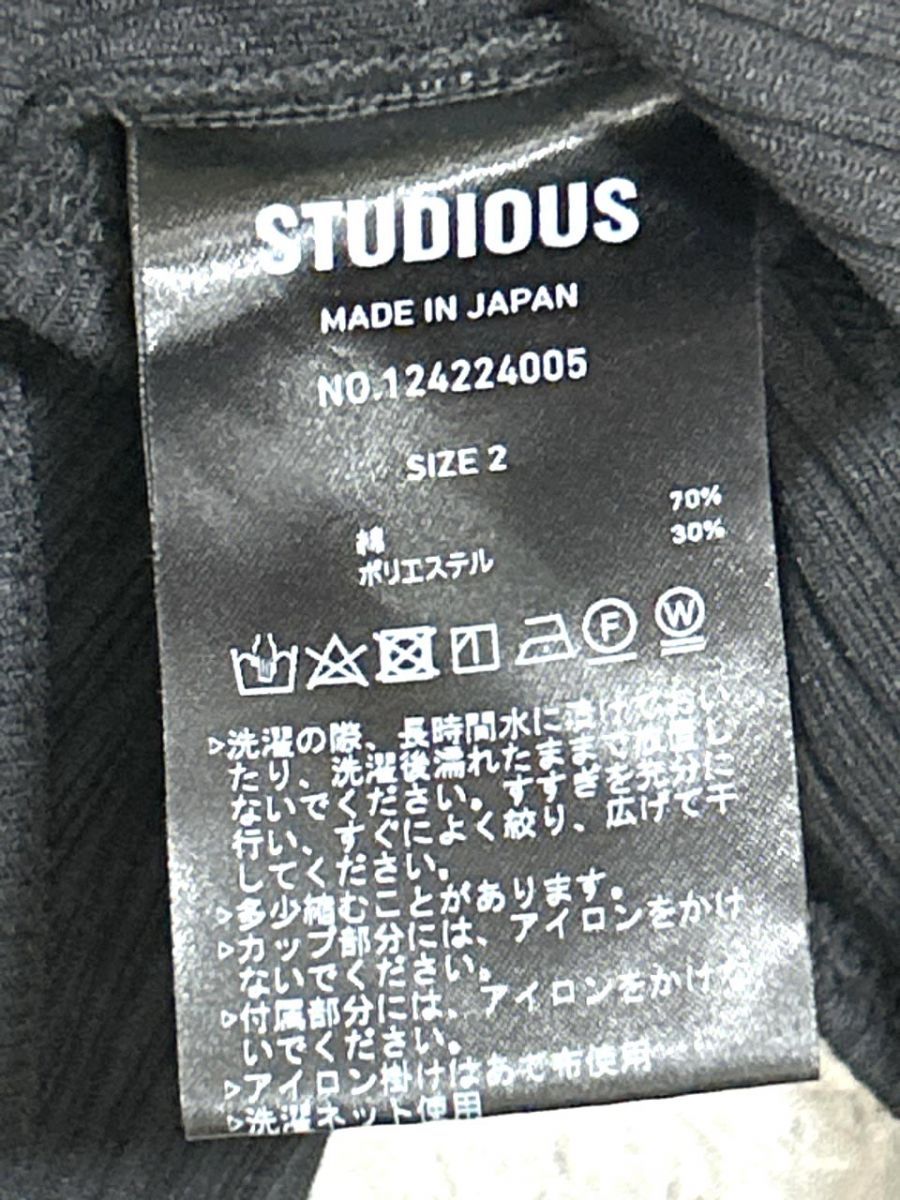 STUDIOUS
MADE IN JAPAN
NO.124224005
SIZE 2
綿 70%
ポリエステル 30%
F W
▷洗濯の際、長時間水に漬けておい
たり、洗濯後濡れたままで放置し
ないでください。すすぎを充分に
行い、すぐによく絞り、広げて干
してください。
▷多少縮むことがあります。
▷カップ部分には、アイロンをかけ
ないでください。
▷付属部分には、アイロンをかけな
いでください。
▷アイロン掛けはあて布使用
▷洗濯ネット使用